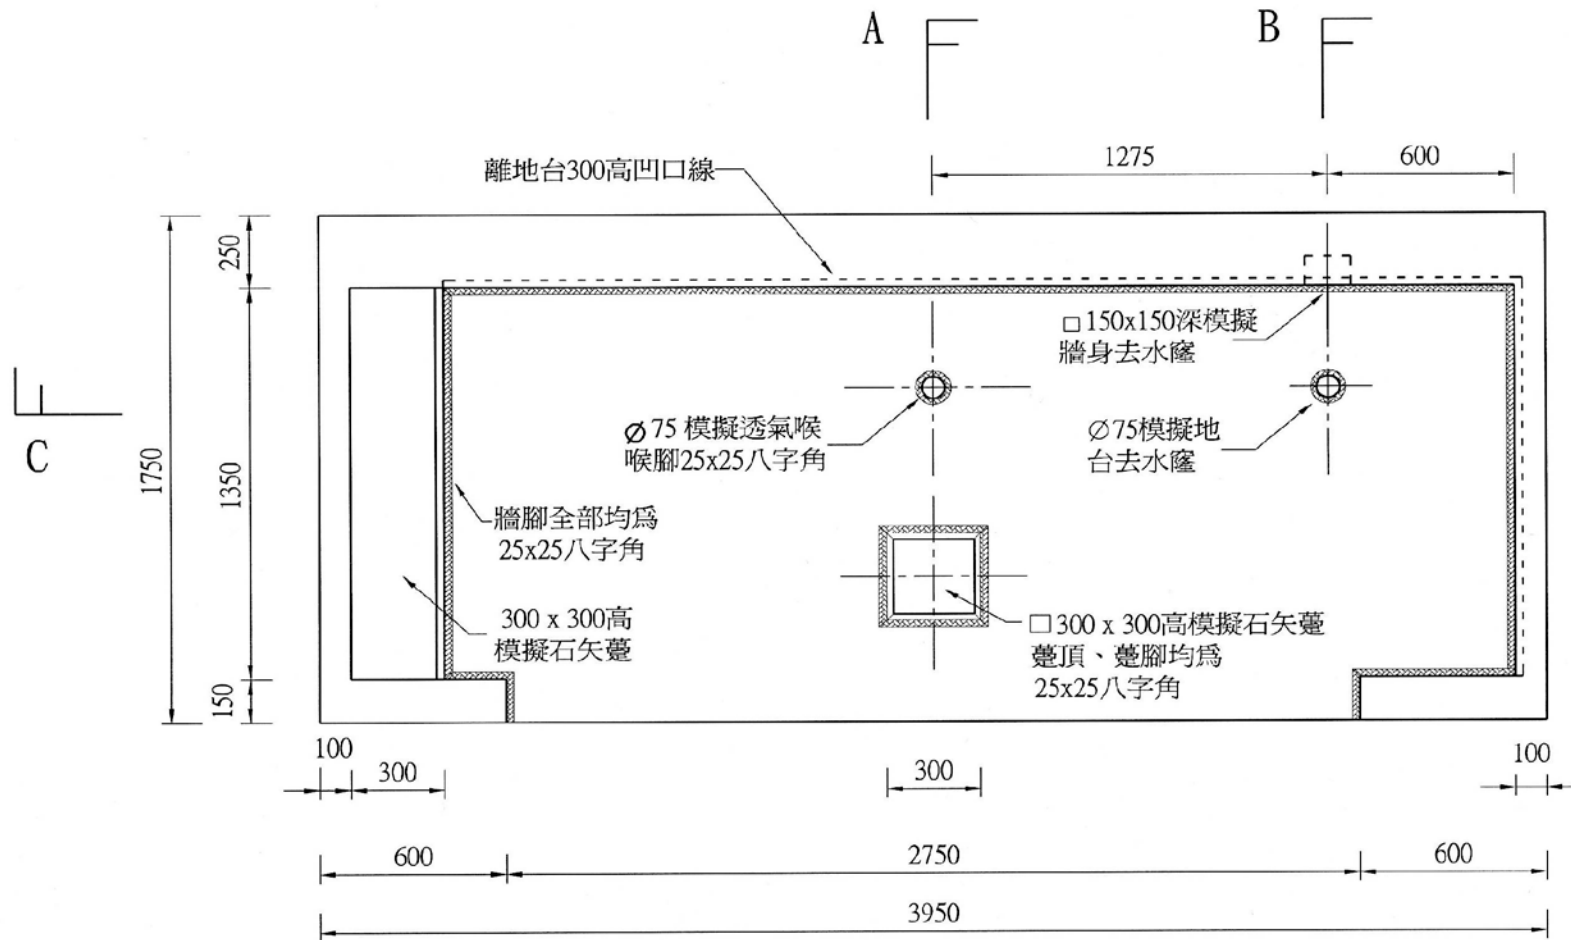 A
B
1275
600
離地台300高凹口線
250
□150x150深模擬
牆身去水窿
Ø75 模擬透氣喉
喉腳25x25八字角
Ø75模擬地
台去水窿
C
1750
1350
牆腳全部均為
25x25八字角
300 x 300高
模擬石矢躉
□300 x 300高模擬石矢躉
躉頂、躉腳均為
25x25八字角
150
100
300
300
100
600
2750
600
3950